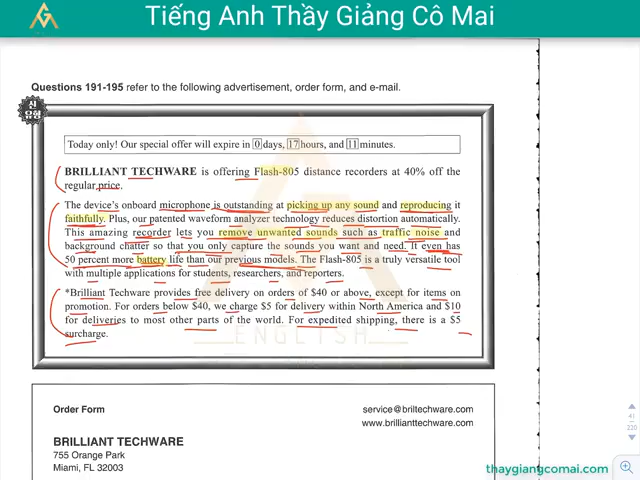 Tiếng Anh Thầy Giảng Cô Mai
Questions 191-195 refer to the following advertisement, order form, and e-mail.
Today only! Our special offer will expire in 0 days, 17 hours, and 11 minutes.
BRILLIANT TECHWARE is offering Flash-805 distance recorders at 40% off the
regular price.
The device's onboard microphone is outstanding at picking up any sound and reproducing it
faithfully. Plus, our patented waveform analyzer technology reduces distortion automatically.
This amazing recorder lets you remove unwanted sounds such as traffic noise and
background chatter so that you only capture the sounds you want and need. It even has
50 percent more battery life than our previous models. The Flash-805 is a truly versatile tool
with multiple applications for students, researchers, and reporters.
*Brilliant Techware provides free delivery on orders of $40 or above, except for items on
promotion. For orders below $40, we charge $5 for delivery within North America and $10
for deliveries to most other parts of the world. For expedited shipping, there is a $5
surcharge.
ENGLISH
Order Form
service@briltechware.com
www.brillianttechware.com
BRILLIANT TECHWARE
755 Orange Park
Miami, FL 32003
41
220
thaygiangcomai.com